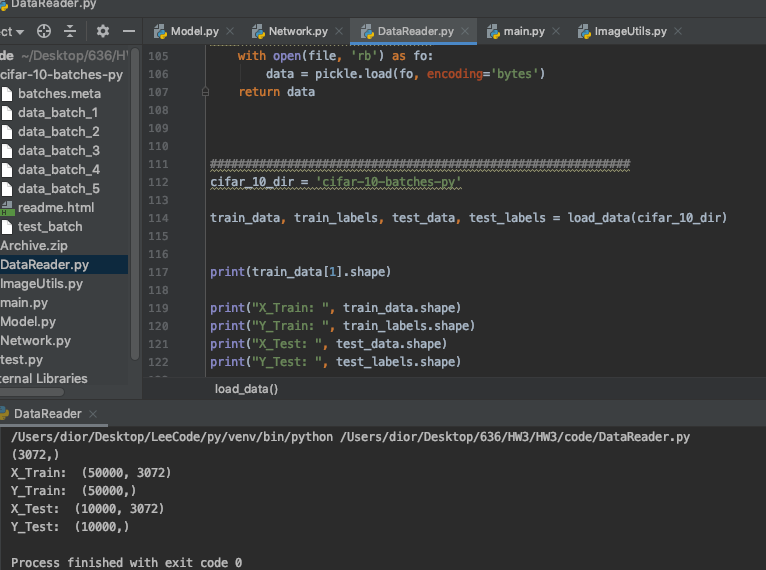 DataReader.py
ct
Model.py
Network.py
DataReader.py
main.py
ImageUtils.py
de ~/Desktop/636/HW
cifar-10-batches-py
batches.meta
data_batch_1
data_batch_2
data_batch_3
data_batch_4
data_batch_5
readme.html
test_batch
Archive.zip
DataReader.py
ImageUtils.py
main.py
Model.py
Network.py
test.py
ternal Libraries
105 with open(file, 'rb') as fo:
106 data = pickle.load(fo, encoding='bytes')
107 return data
108
109
110
111 ############################################################
112 cifar_10_dir = 'cifar-10-batches-py'
113
114 train_data, train_labels, test_data, test_labels = load_data(cifar_10_dir)
115
116
117 print(train_data[1].shape)
118
119 print("X_Train: ", train_data.shape)
120 print("Y_Train: ", train_labels.shape)
121 print("X_Test: ", test_data.shape)
122 print("Y_Test: ", test_labels.shape)
load_data()
DataReader
/Users/dior/Desktop/LeeCode/py/venv/bin/python /Users/dior/Desktop/636/HW3/HW3/code/DataReader.py
(3072,)
X_Train:  (50000, 3072)
Y_Train:  (50000,)
X_Test:  (10000, 3072)
Y_Test:  (10000,)
Process finished with exit code 0